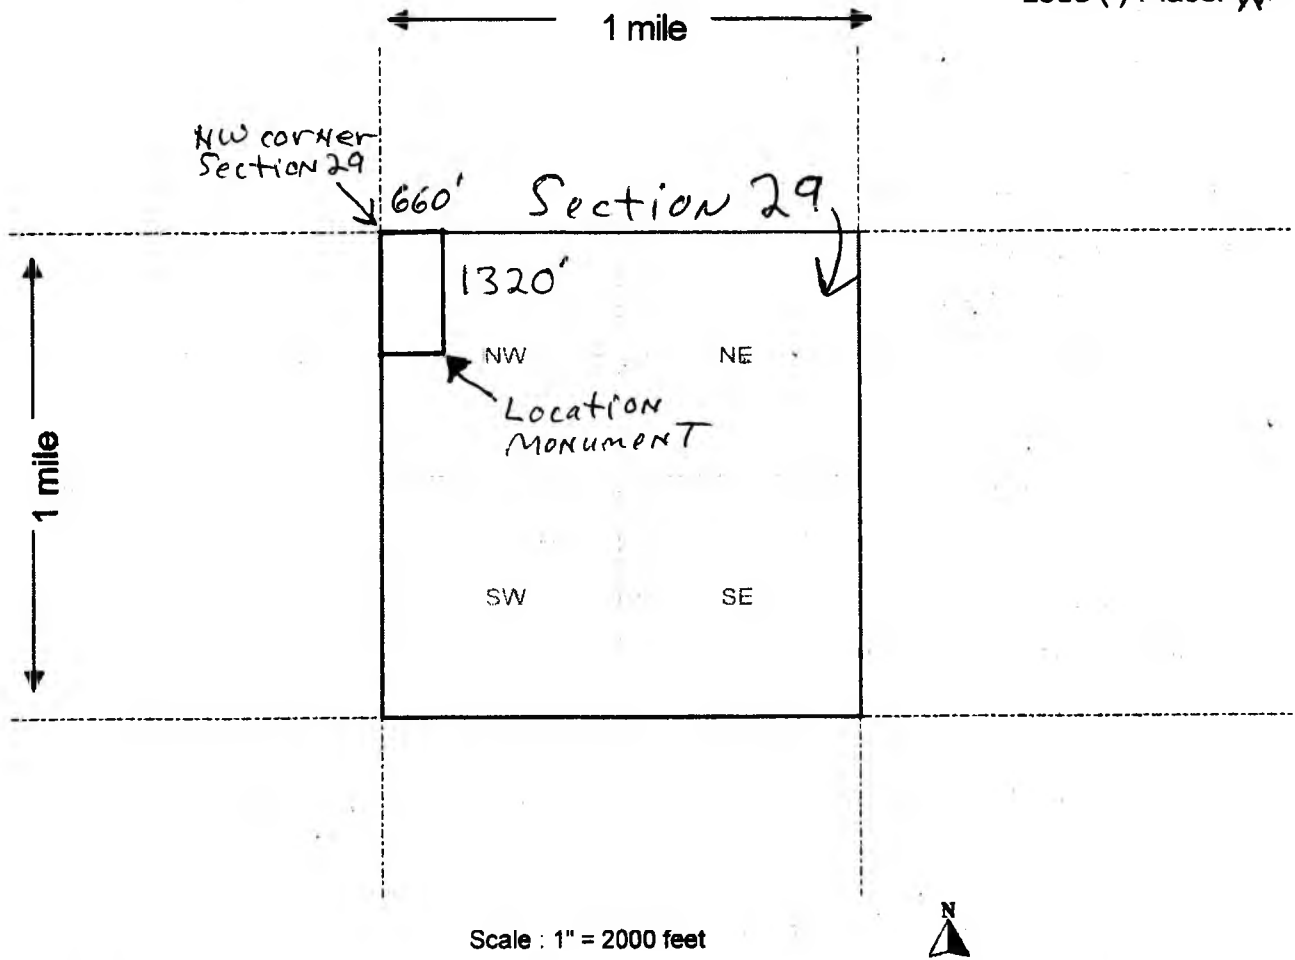 1 mile
NW corner
Section 29
660'
Section 29
1320'
NW
NE
Location
Monument
1 mile
SW
SE
Scale : 1" = 2000 feet
N